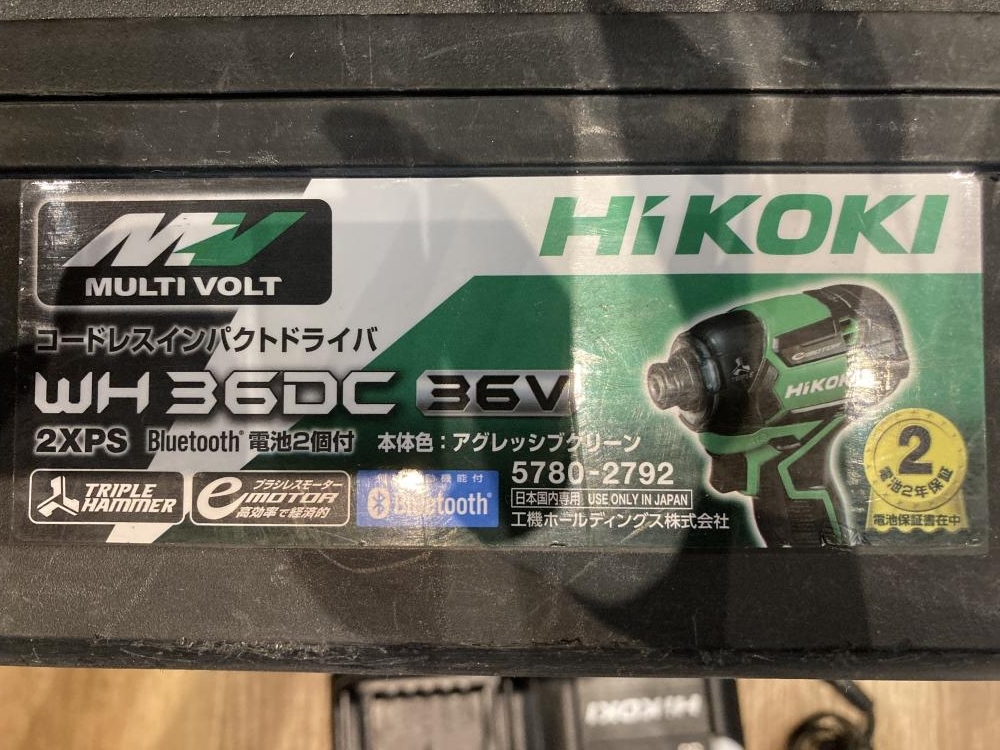 MV
MULTI VOLT
HiKOKI
コードレスインパクトドライバ
WH 36DC 36V
2XPS Bluetooth® 電池2個付 本体色：アグレッシブグリーン
5780-2792
TRIPLE HAMMER
ブラシレスモーター
e MOTOR
高効率で経済的
機能付
Bluetooth®
日本国内専用 USE ONLY IN JAPAN
工機ホールディングス株式会社
HiKOKI
2
電池2年保証
電池保証書在中
HiKOKI